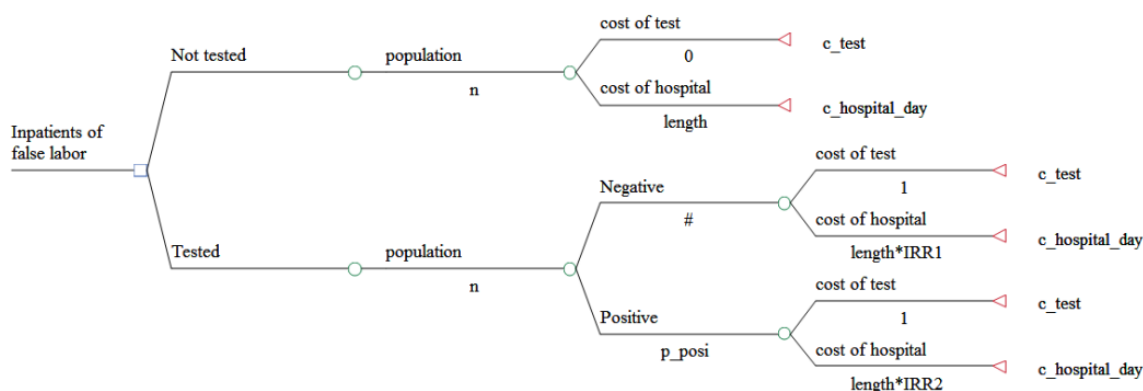 cost of test
Not tested
population
0
c_test
n
cost of hospital
length
c_hospital_day
Inpatients of
false labor
cost of test
Negative
1
c_test
#
cost of hospital
Tested
population
length*IRR1
c_hospital_day
n
cost of test
Positive
1
c_test
p_posi
cost of hospital
length*IRR2
c_hospital_day